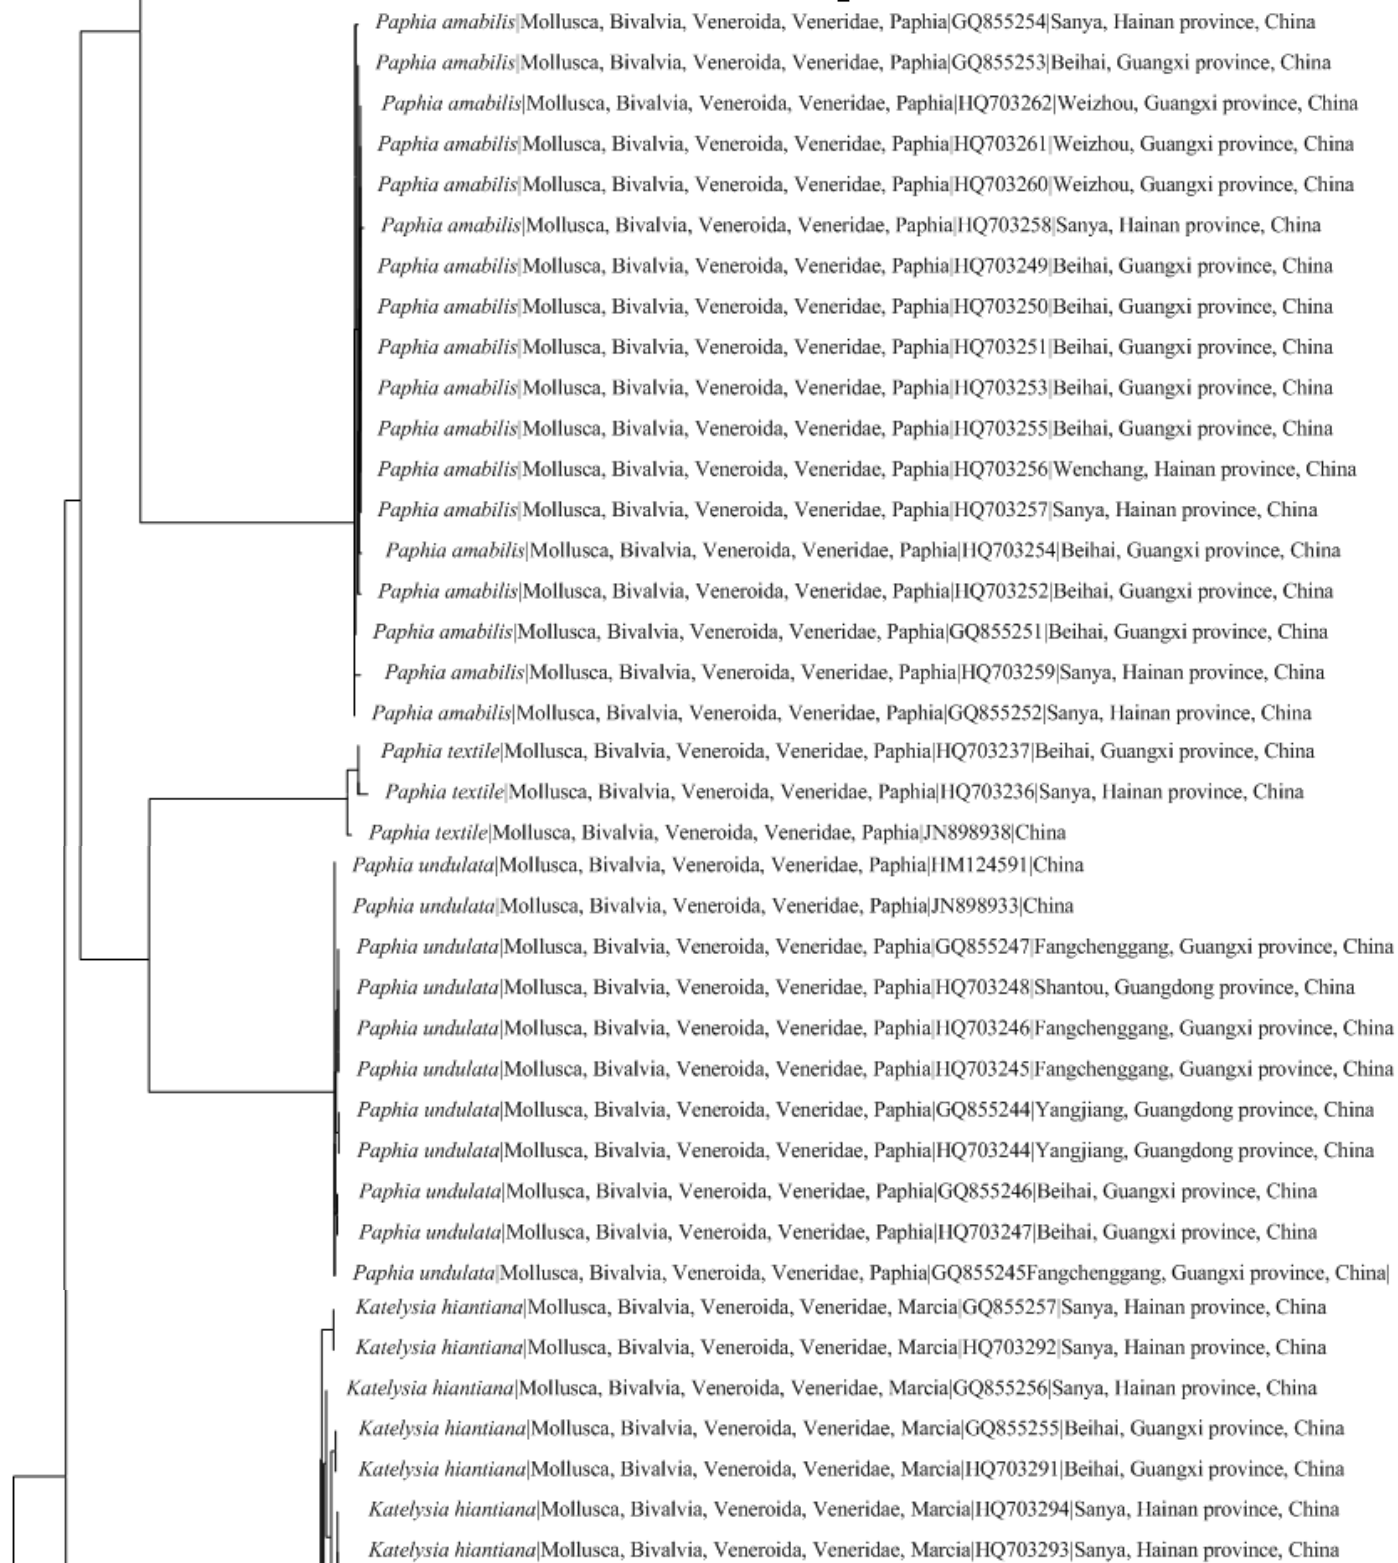 Paphia amabilis|Mollusca, Bivalvia, Veneroida, Veneridae, Paphia|GQ855254|Sanya, Hainan province, China
Paphia amabilis|Mollusca, Bivalvia, Veneroida, Veneridae, Paphia|GQ855253|Beihai, Guangxi province, China
Paphia amabilis|Mollusca, Bivalvia, Veneroida, Veneridae, Paphia|HQ703262|Weizhou, Guangxi province, China
Paphia amabilis|Mollusca, Bivalvia, Veneroida, Veneridae, Paphia|HQ703261|Weizhou, Guangxi province, China
Paphia amabilis|Mollusca, Bivalvia, Veneroida, Veneridae, Paphia|HQ703260|Weizhou, Guangxi province, China
Paphia amabilis|Mollusca, Bivalvia, Veneroida, Veneridae, Paphia|HQ703258|Sanya, Hainan province, China
Paphia amabilis|Mollusca, Bivalvia, Veneroida, Veneridae, Paphia|HQ703249|Beihai, Guangxi province, China
Paphia amabilis|Mollusca, Bivalvia, Veneroida, Veneridae, Paphia|HQ703250|Beihai, Guangxi province, China
Paphia amabilis|Mollusca, Bivalvia, Veneroida, Veneridae, Paphia|HQ703251|Beihai, Guangxi province, China
Paphia amabilis|Mollusca, Bivalvia, Veneroida, Veneridae, Paphia|HQ703253|Beihai, Guangxi province, China
Paphia amabilis|Mollusca, Bivalvia, Veneroida, Veneridae, Paphia|HQ703255|Beihai, Guangxi province, China
Paphia amabilis|Mollusca, Bivalvia, Veneroida, Veneridae, Paphia|HQ703256|Wenchang, Hainan province, China
Paphia amabilis|Mollusca, Bivalvia, Veneroida, Veneridae, Paphia|HQ703257|Sanya, Hainan province, China
Paphia amabilis|Mollusca, Bivalvia, Veneroida, Veneridae, Paphia|HQ703254|Beihai, Guangxi province, China
Paphia amabilis|Mollusca, Bivalvia, Veneroida, Veneridae, Paphia|HQ703252|Beihai, Guangxi province, China
Paphia amabilis|Mollusca, Bivalvia, Veneroida, Veneridae, Paphia|GQ855251|Beihai, Guangxi province, China
Paphia amabilis|Mollusca, Bivalvia, Veneroida, Veneridae, Paphia|HQ703259|Sanya, Hainan province, China
Paphia amabilis|Mollusca, Bivalvia, Veneroida, Veneridae, Paphia|GQ855252|Sanya, Hainan province, China
Paphia textile|Mollusca, Bivalvia, Veneroida, Veneridae, Paphia|HQ703237|Beihai, Guangxi province, China
Paphia textile|Mollusca, Bivalvia, Veneroida, Veneridae, Paphia|HQ703236|Sanya, Hainan province, China
Paphia textile|Mollusca, Bivalvia, Veneroida, Veneridae, Paphia|JN898938|China
Paphia undulata|Mollusca, Bivalvia, Veneroida, Veneridae, Paphia|HM124591|China
Paphia undulata|Mollusca, Bivalvia, Veneroida, Veneridae, Paphia|JN898933|China
Paphia undulata|Mollusca, Bivalvia, Veneroida, Veneridae, Paphia|GQ855247|Fangchenggang, Guangxi province, China
Paphia undulata|Mollusca, Bivalvia, Veneroida, Veneridae, Paphia|HQ703248|Shantou, Guangdong province, China
Paphia undulata|Mollusca, Bivalvia, Veneroida, Veneridae, Paphia|HQ703246|Fangchenggang, Guangxi province, China
Paphia undulata|Mollusca, Bivalvia, Veneroida, Veneridae, Paphia|HQ703245|Fangchenggang, Guangxi province, China
Paphia undulata|Mollusca, Bivalvia, Veneroida, Veneridae, Paphia|GQ855244|Yangjiang, Guangdong province, China
Paphia undulata|Mollusca, Bivalvia, Veneroida, Veneridae, Paphia|HQ703244|Yangjiang, Guangdong province, China
Paphia undulata|Mollusca, Bivalvia, Veneroida, Veneridae, Paphia|GQ855246|Beihai, Guangxi province, China
Paphia undulata|Mollusca, Bivalvia, Veneroida, Veneridae, Paphia|HQ703247|Beihai, Guangxi province, China
Paphia undulata|Mollusca, Bivalvia, Veneroida, Veneridae, Paphia|GQ855245Fangchenggang, Guangxi province, China|
Katelysia hiantiana|Mollusca, Bivalvia, Veneroida, Veneridae, Marcia|GQ855257|Sanya, Hainan province, China
Katelysia hiantiana|Mollusca, Bivalvia, Veneroida, Veneridae, Marcia|HQ703292|Sanya, Hainan province, China
Katelysia hiantiana|Mollusca, Bivalvia, Veneroida, Veneridae, Marcia|GQ855256|Sanya, Hainan province, China
Katelysia hiantiana|Mollusca, Bivalvia, Veneroida, Veneridae, Marcia|GQ855255|Beihai, Guangxi province, China
Katelysia hiantiana|Mollusca, Bivalvia, Veneroida, Veneridae, Marcia|HQ703291|Beihai, Guangxi province, China
Katelysia hiantiana|Mollusca, Bivalvia, Veneroida, Veneridae, Marcia|HQ703294|Sanya, Hainan province, China
Katelysia hiantiana|Mollusca, Bivalvia, Veneroida, Veneridae, Marcia|HQ703293|Sanya, Hainan province, China